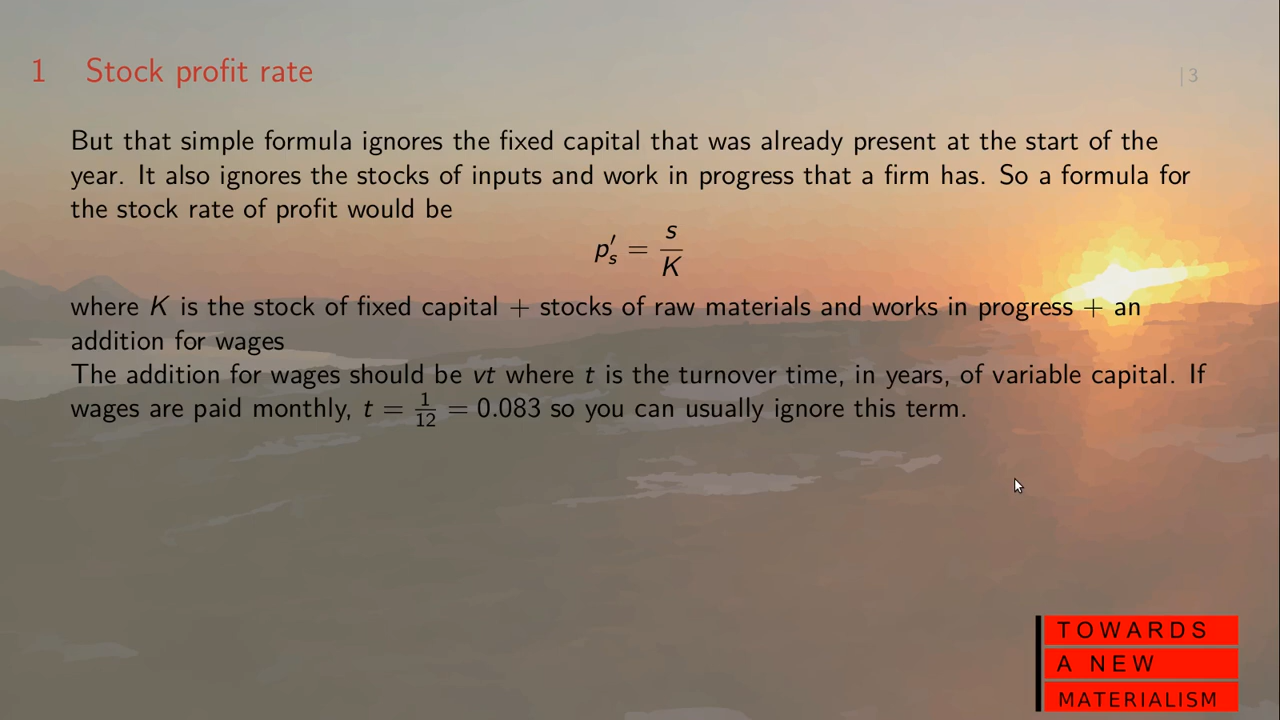 1 Stock profit rate
| 3
But that simple formula ignores the fixed capital that was already present at the start of the
year. It also ignores the stocks of inputs and work in progress that a firm has. So a formula for
the stock rate of profit would be
p′ₛ = s/K
where K is the stock of fixed capital + stocks of raw materials and works in progress + an
addition for wages
The addition for wages should be vt where t is the turnover time, in years, of variable capital. If
wages are paid monthly, t = 1/12 = 0.083 so you can usually ignore this term.
TOWARDS
A NEW
MATERIALISM